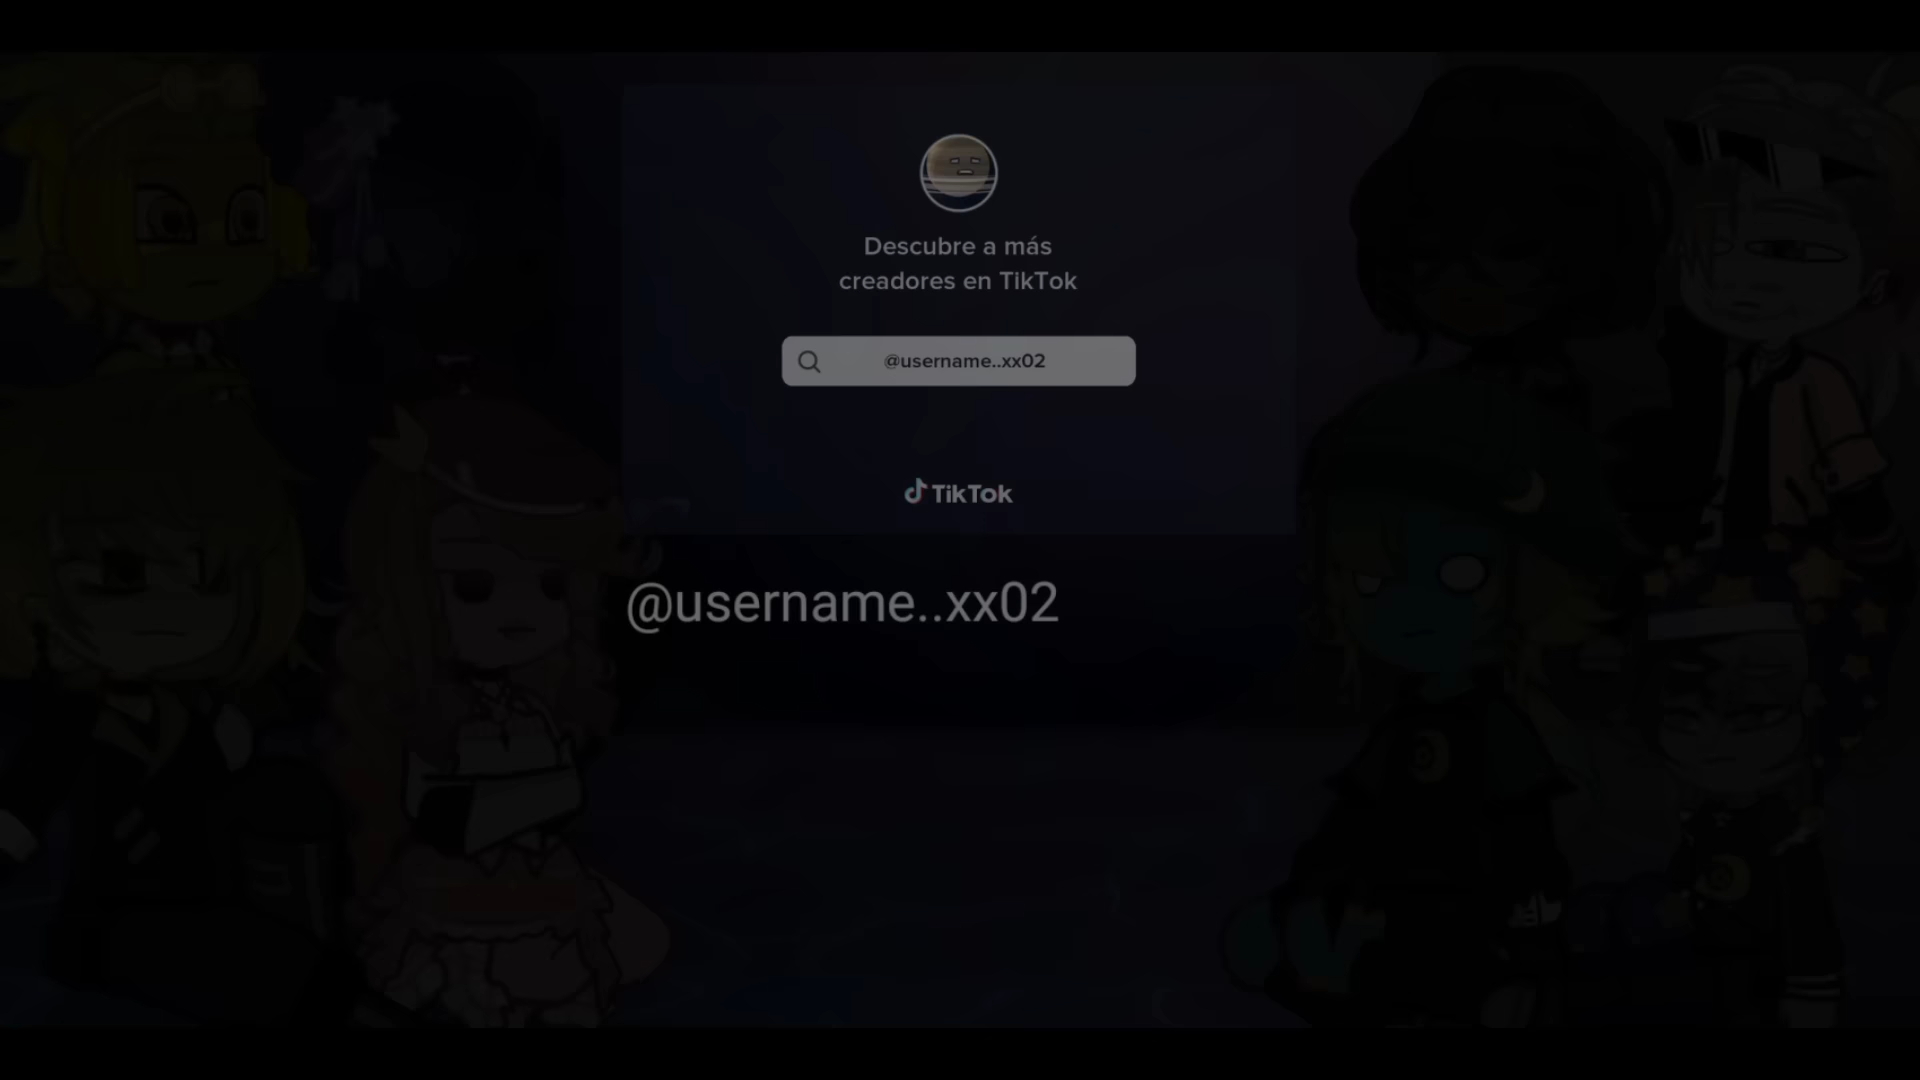 Descubre a más
creadores en TikTok
@username..xx02
TikTok
@username..xx02